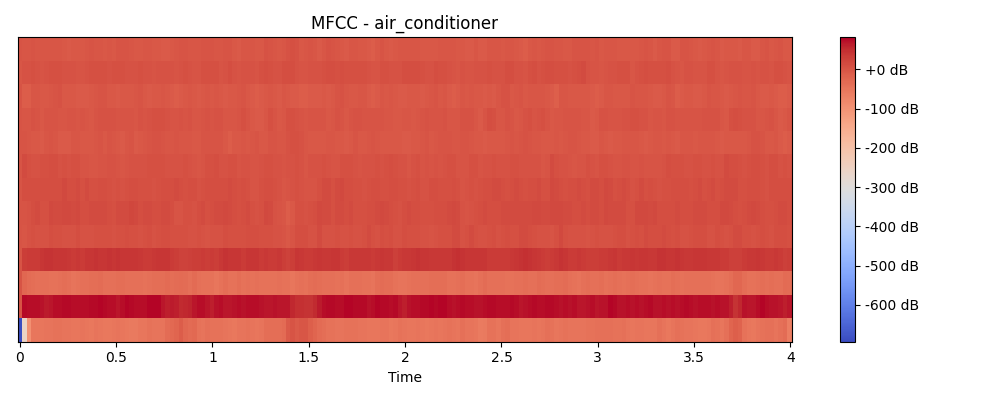 MFCC - air_conditioner
+0 dB
-100 dB
-200 dB
-300 dB
-400 dB
-500 dB
-600 dB
0 0.5 1 1.5 2 2.5 3 3.5 4
Time